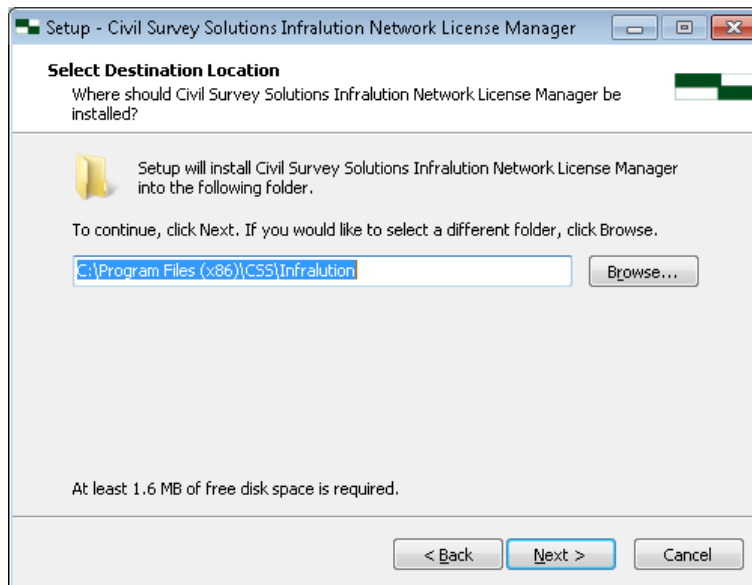 Setup - Civil Survey Solutions Infralution Network License Manager
Select Destination Location
Where should Civil Survey Solutions Infralution Network License Manager be
installed?
Setup will install Civil Survey Solutions Infralution Network License Manager
into the following folder.
To continue, click Next. If you would like to select a different folder, click Browse.
C:\Program Files (x86)\CSS\Infralution
Browse...
At least 1.6 MB of free disk space is required.
< Back Next > Cancel